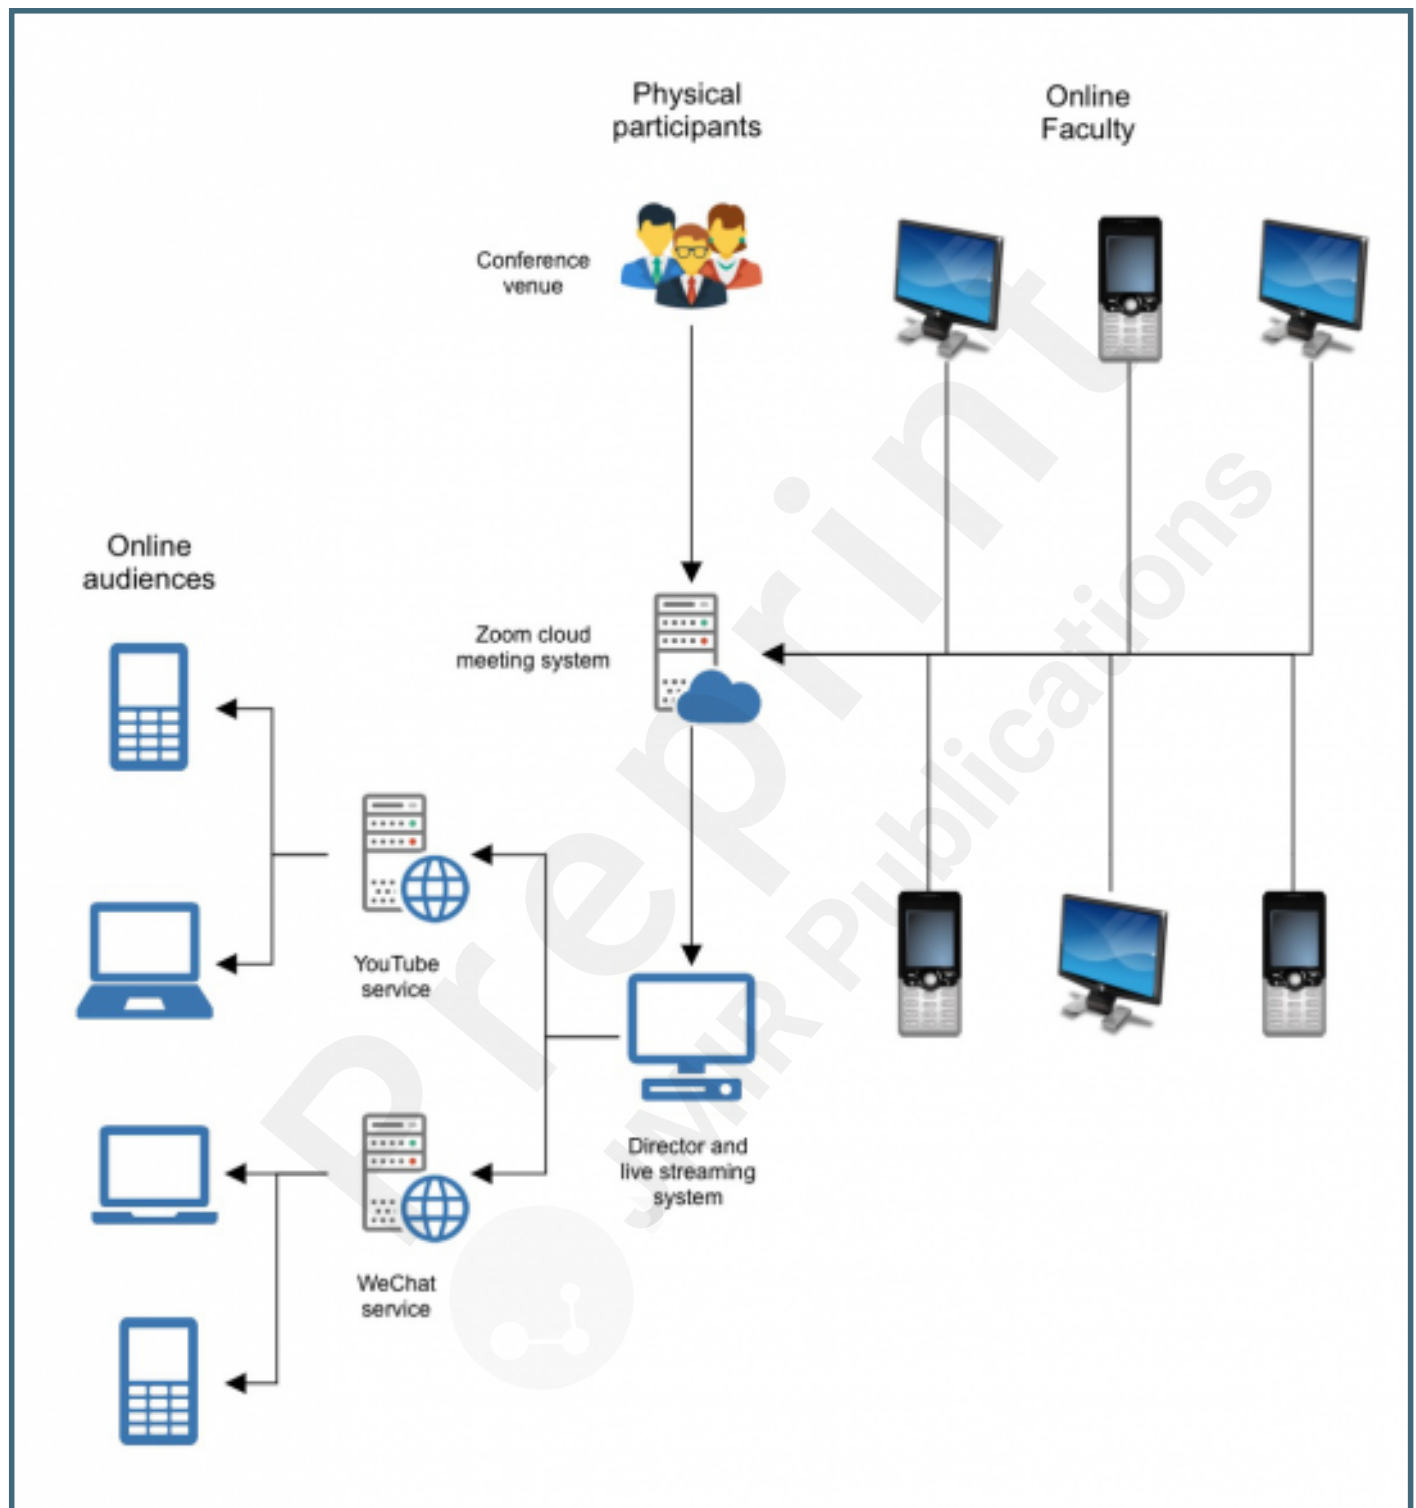 Physical
participants
Online
Faculty
Conference
venue
Online
audiences
Zoom cloud
meeting system
YouTube
service
Director and
live streaming
system
WeChat
service
Preprint
JMIR Publications